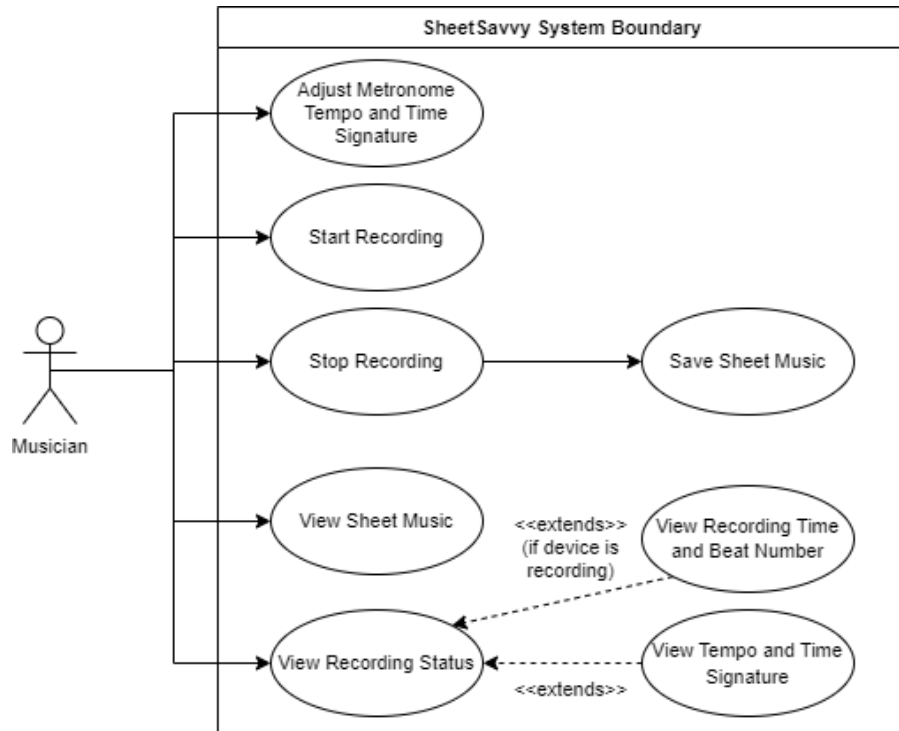 SheetSavvy System Boundary
Adjust Metronome
Tempo and Time
Signature
Start Recording
Stop Recording
Save Sheet Music
Musician
View Sheet Music
<<extends>>
(if device is
recording)
View Recording Time
and Beat Number
View Recording Status
<<extends>>
View Tempo and Time
Signature